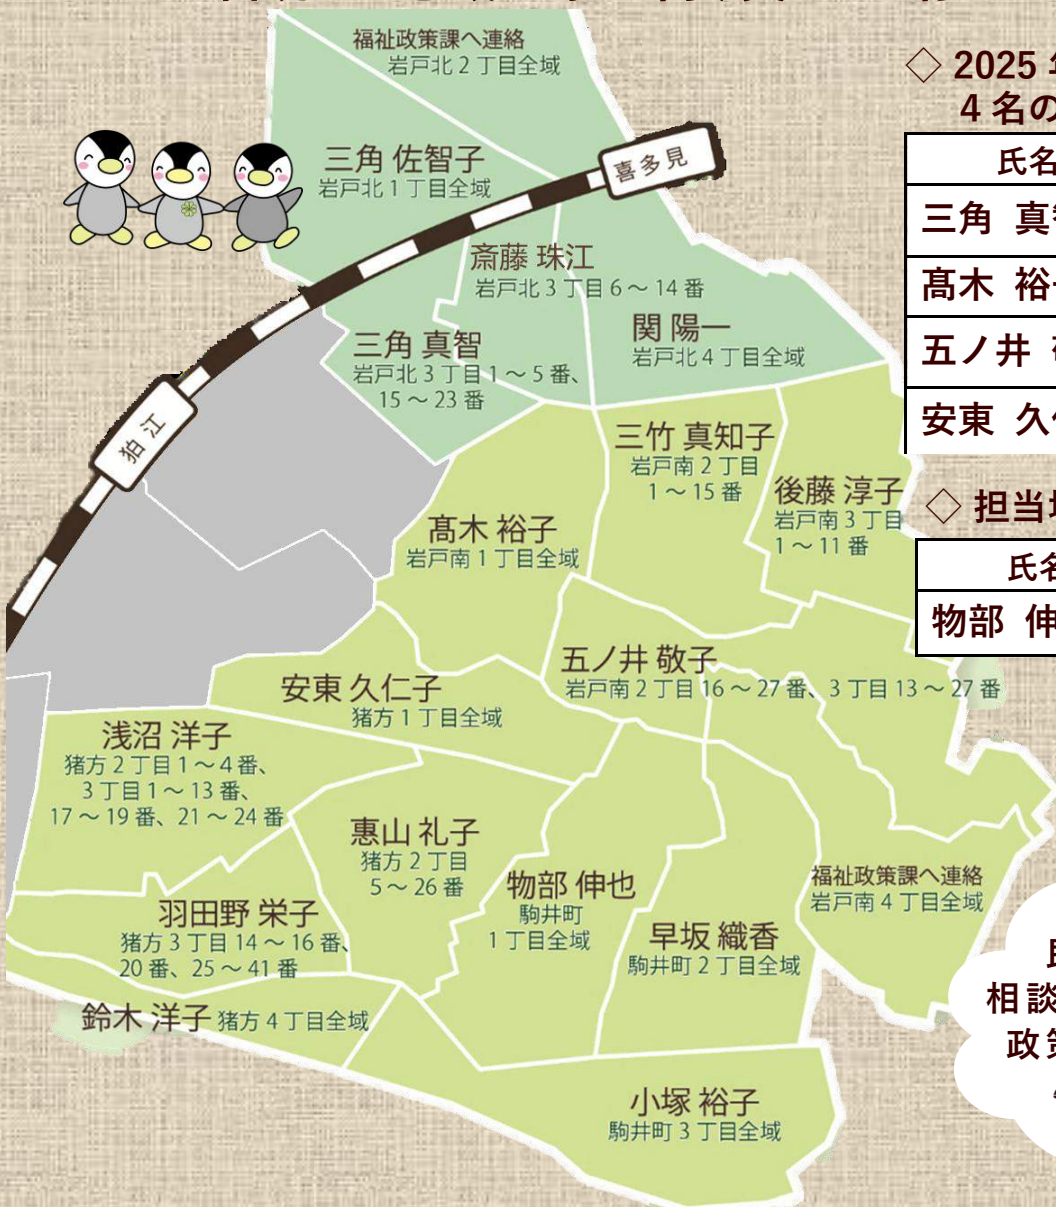 福祉政策課へ連絡
岩戸北2丁目全域
三角 佐智子
岩戸北1丁目全域
喜多見
斎藤 珠江
岩戸北3丁目6～14番
関 陽一
岩戸北4丁目全域
三角 真智
岩戸北3丁目1～5番、
15～23番
狛江
三竹 真知子
岩戸南2丁目
1～15番
後藤 淳子
岩戸南3丁目
1～11番
髙木 裕子
岩戸南1丁目全域
五ノ井 敬子
岩戸南2丁目16～27番、3丁目13～27番
安東 久仁子
猪方1丁目全域
浅沼 洋子
猪方2丁目1～4番、
3丁目1～13番、
17～19番、21～24番
惠山 礼子
猪方2丁目
5～26番
物部 伸也
駒井町
1丁目全域
福祉政策課へ連絡
岩戸南4丁目全域
羽田野 栄子
猪方3丁目14～16番、
20番、25～41番
早坂 織香
駒井町2丁目全域
鈴木 洋子 猪方4丁目全域
小塚 裕子
駒井町3丁目全域
◇ 2025
4名の
氏名
三角 真
髙木 裕
五ノ井
安東 久
◇ 担当
氏名
物部 伸
相談
政策